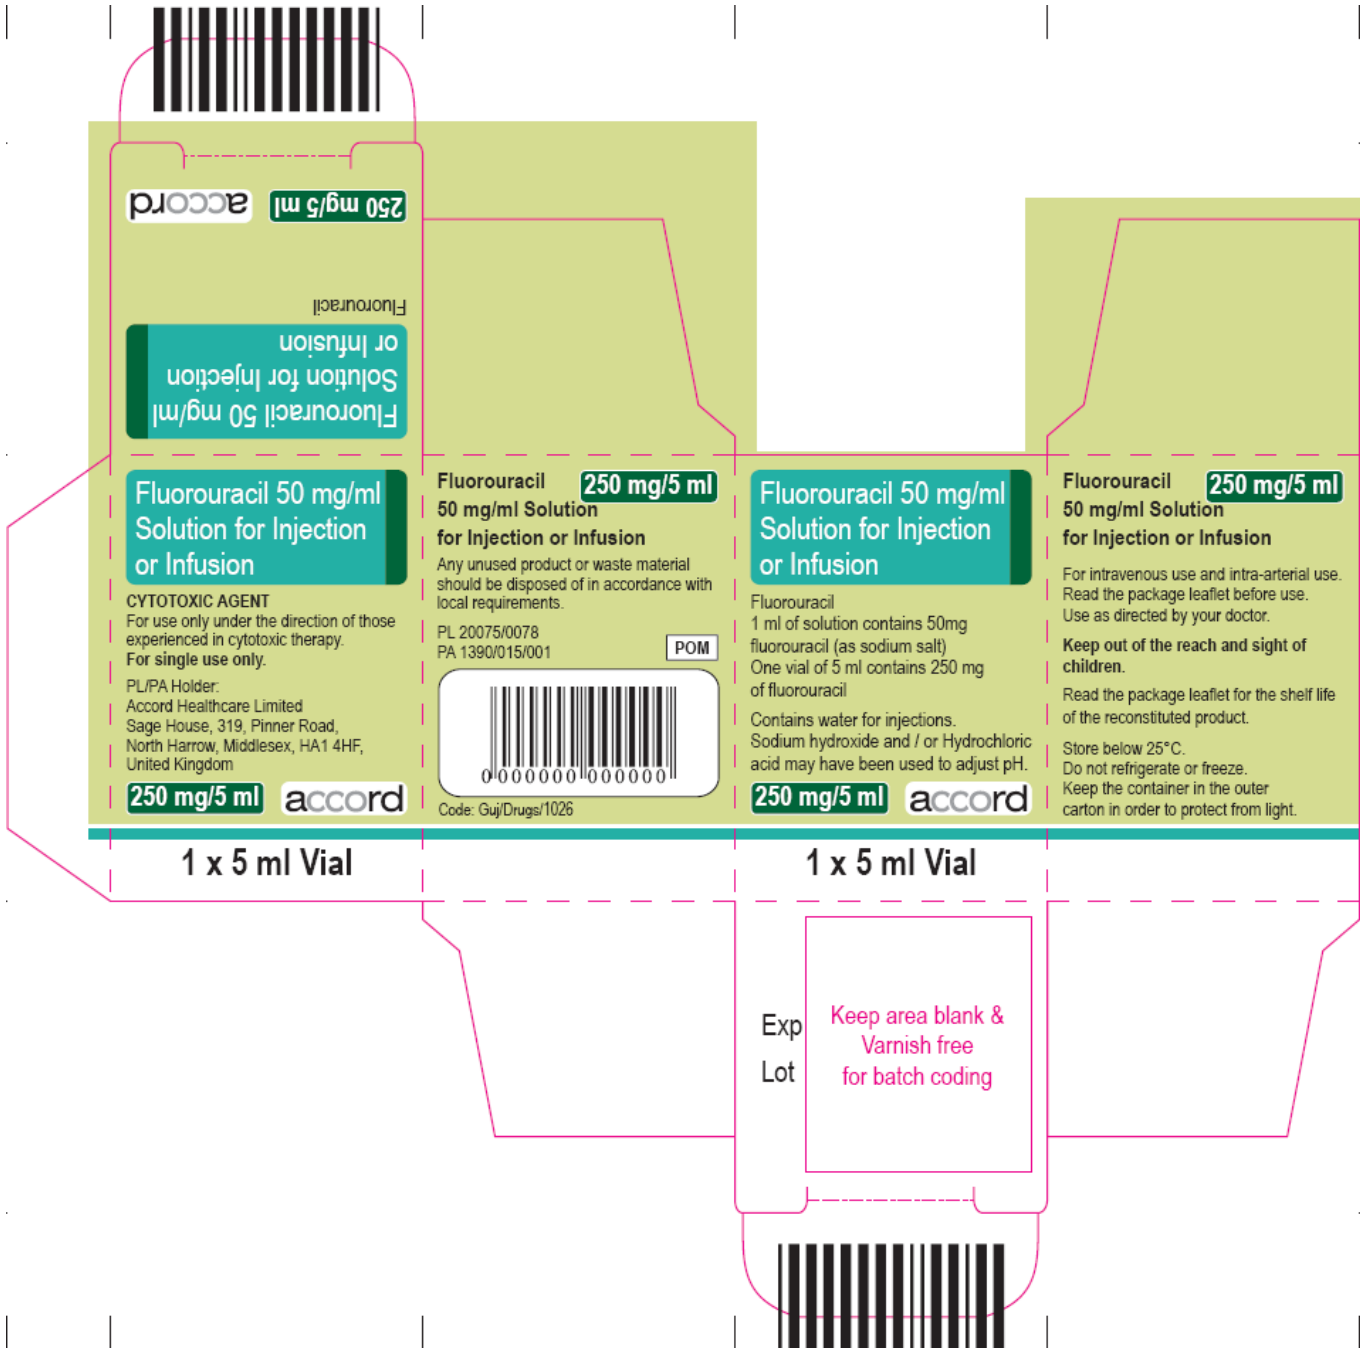 accord
250 mg/5 ml
Fluorouracil
Fluorouracil 50 mg/ml
Solution for Injection
or Infusion
Fluorouracil 50 mg/ml
Solution for Injection
or Infusion
CYTOTOXIC AGENT
For use only under the direction of those
experienced in cytotoxic therapy.
For single use only.
PL/PA Holder:
Accord Healthcare Limited
Sage House, 319, Pinner Road,
North Harrow, Middlesex, HA1 4HF,
United Kingdom
250 mg/5 ml
accord
1 x 5 ml Vial
Fluorouracil
250 mg/5 ml
50 mg/ml Solution
for Injection or Infusion
Any unused product or waste material
should be disposed of in accordance with
local requirements.
PL 20075/0078
PA 1390/015/001
POM
0 000000 000000
Code: Guj/Drugs/1026
Fluorouracil 50 mg/ml
Solution for Injection
or Infusion
Fluorouracil
1 ml of solution contains 50mg
fluorouracil (as sodium salt)
One vial of 5 ml contains 250 mg
of fluorouracil
Contains water for injections.
Sodium hydroxide and / or Hydrochloric
acid may have been used to adjust pH.
250 mg/5 ml
accord
1 x 5 ml Vial
Fluorouracil
250 mg/5 ml
50 mg/ml Solution
for Injection or Infusion
For intravenous use and intra-arterial use.
Read the package leaflet before use.
Use as directed by your doctor.
Keep out of the reach and sight of
children.
Read the package leaflet for the shelf life
of the reconstituted product.
Store below 25°C.
Do not refrigerate or freeze.
Keep the container in the outer
carton in order to protect from light.
Exp
Lot
Keep area blank &
Varnish free
for batch coding